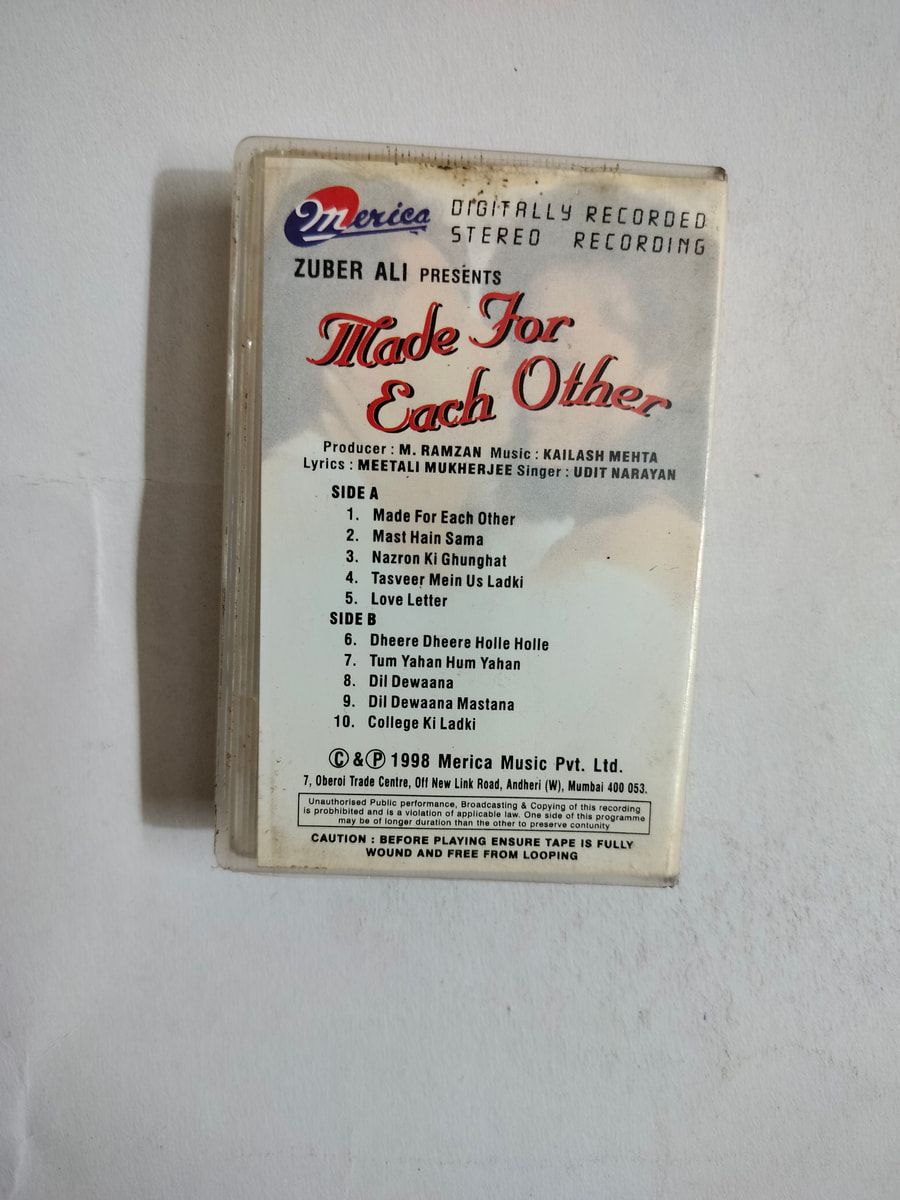 Merica
DIGITALLY RECORDED
STEREO RECORDING
ZUBER ALI PRESENTS
Made For
Each Other
Producer : M. RAMZAN Music : KAILASH MEHTA
Lyrics : MEETALI MUKHERJEE Singer : UDIT NARAYAN
SIDE A
1. Made For Each Other
2. Mast Hain Sama
3. Nazron Ki Ghunghat
4. Tasveer Mein Us Ladki
5. Love Letter
SIDE B
6. Dheere Dheere Holle Holle
7. Tum Yahan Hum Yahan
8. Dil Dewaana
9. Dil Dewaana Mastana
10. College Ki Ladki
Ⓒ & Ⓟ 1998 Merica Music Pvt. Ltd.
7, Oberoi Trade Centre, Off New Link Road, Andheri (W), Mumbai 400 053.
Unauthorised Public performance, Broadcasting & Copying of this recording
is probhibited and is a violation of applicable law. One side of this programme
may be of longer duration than the other to preserve contunity
CAUTION : BEFORE PLAYING ENSURE TAPE IS FULLY
WOUND AND FREE FROM LOOPING